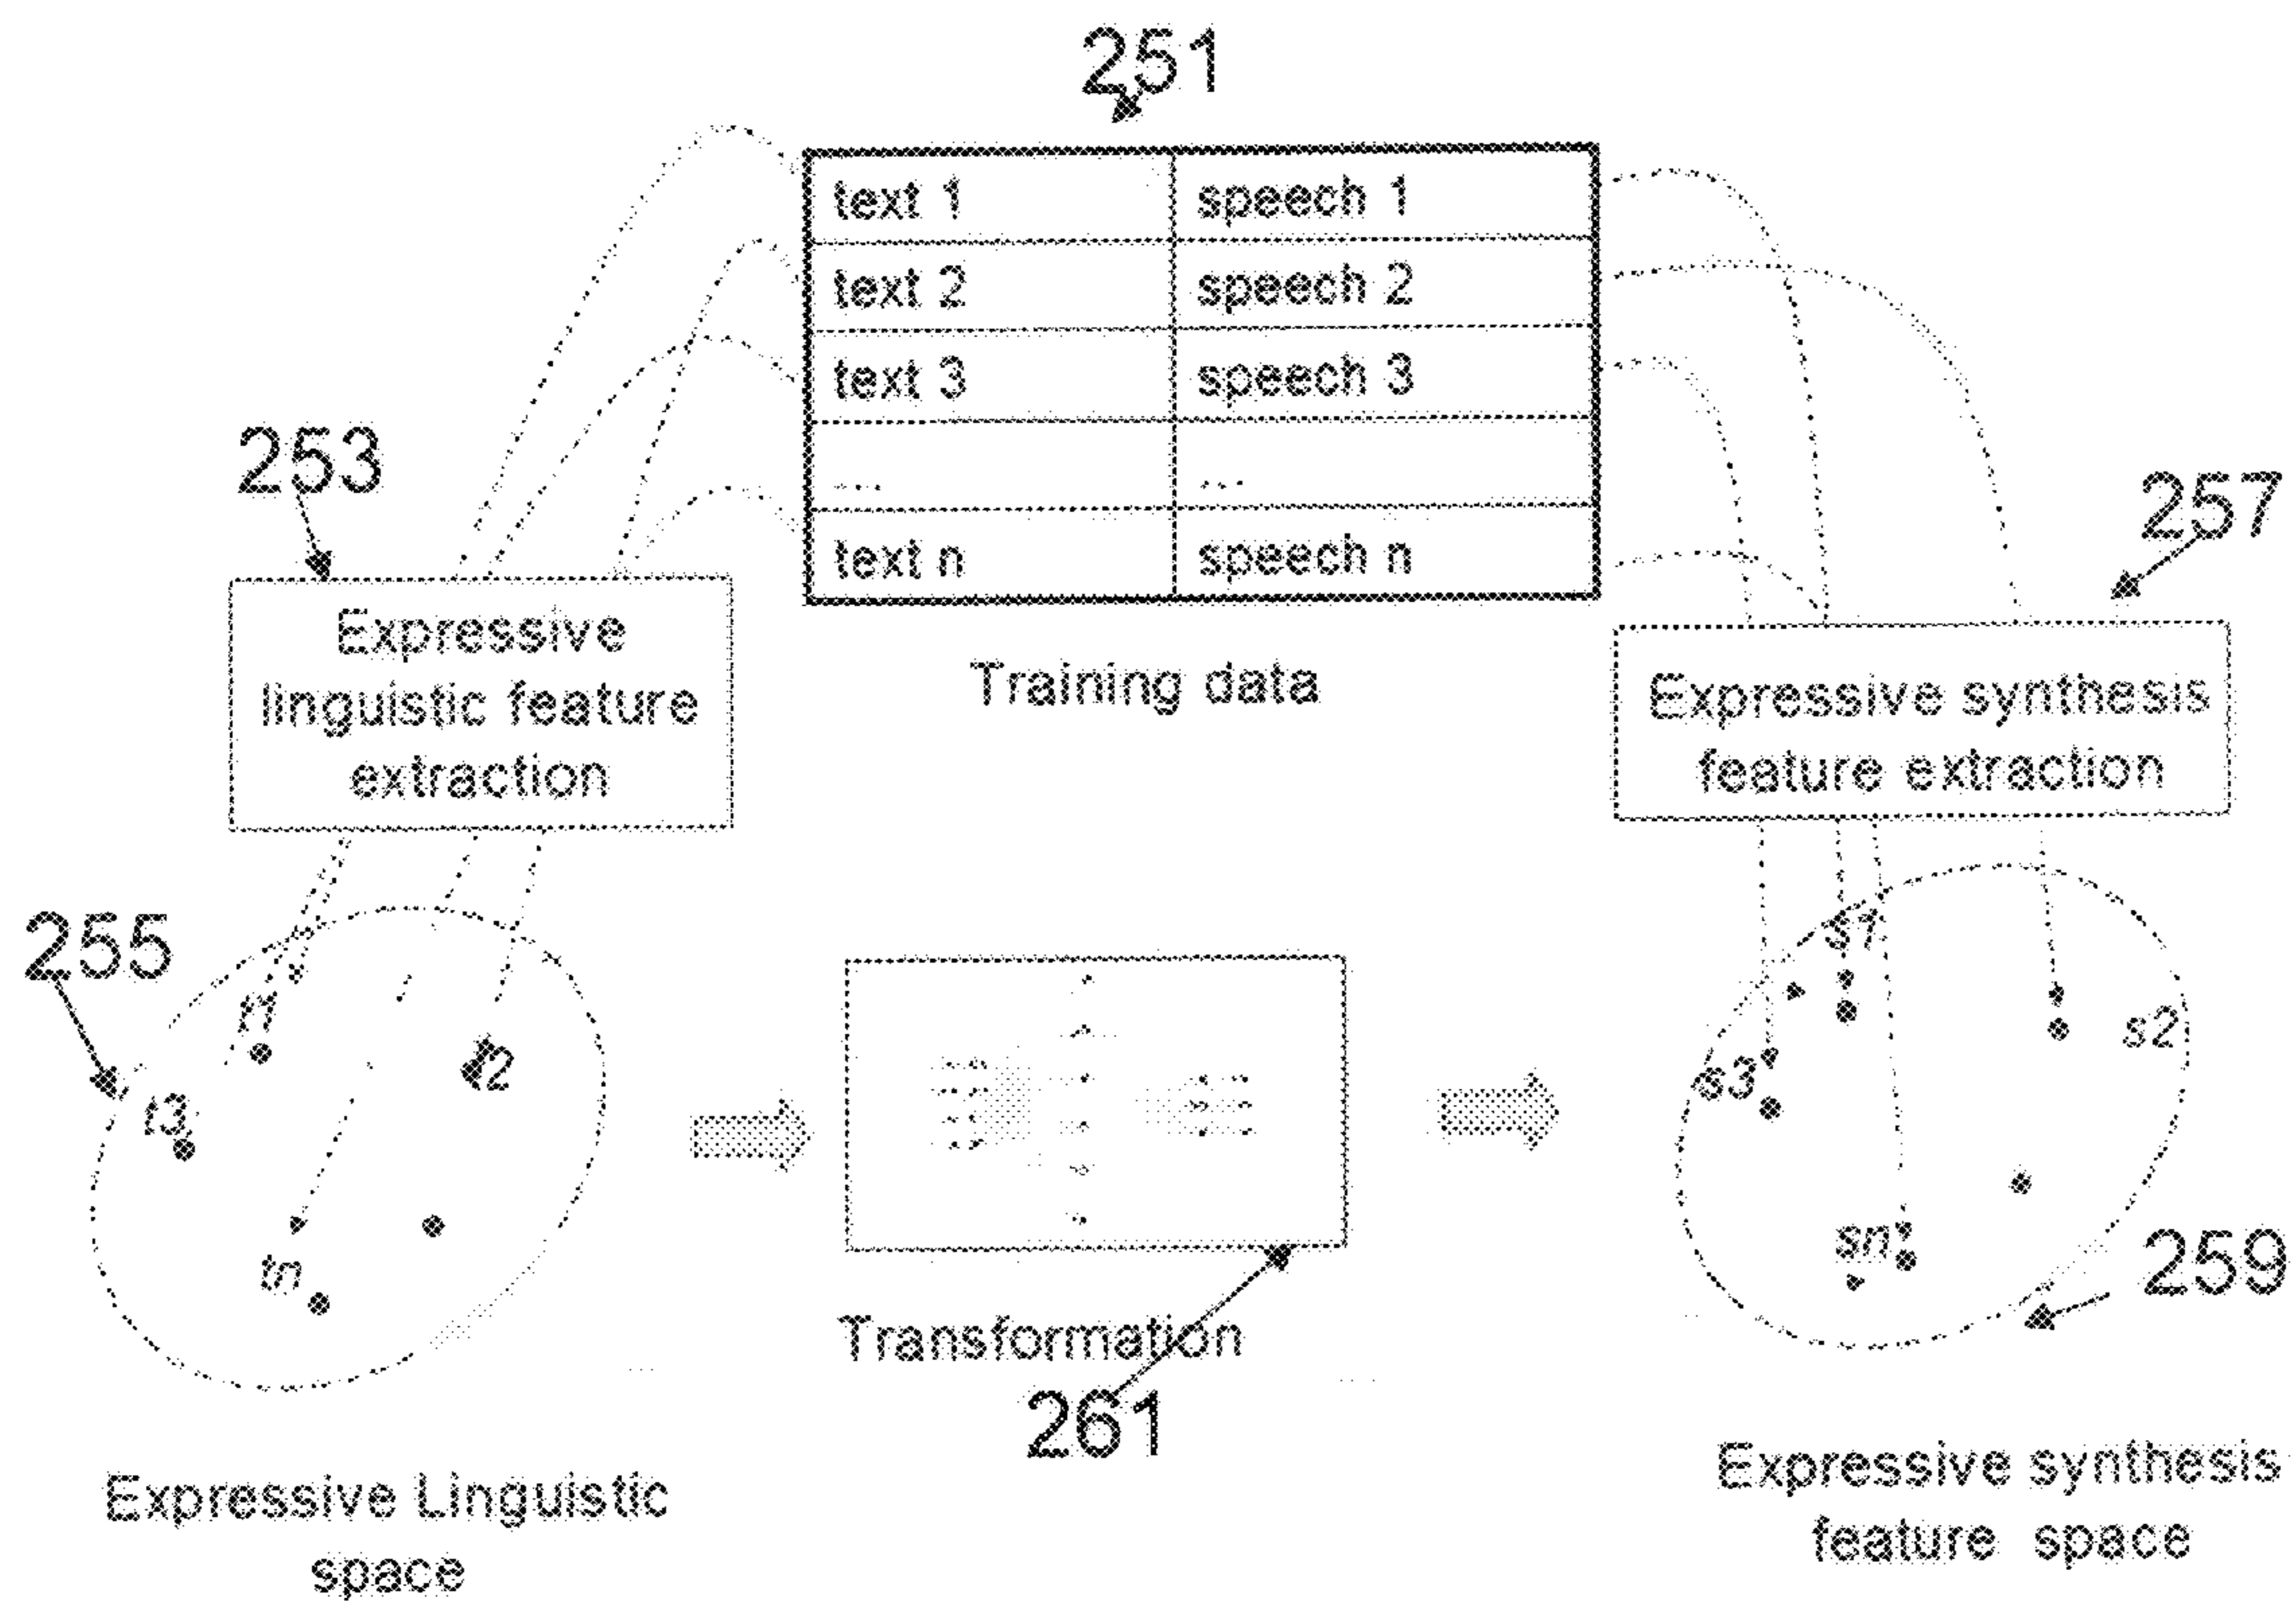 251
text 1 speech 1
text 2 speech 2
text 3 speech 3
... ...
text n speech n
Training data
253
Expressive
linguistic feature
extraction
257
Expressive synthesis
feature extraction
255
t1
t2
t3
tn
s1
s2
s3
sn
259
Transformation
261
Expressive Linguistic
space
Expressive synthesis
feature space